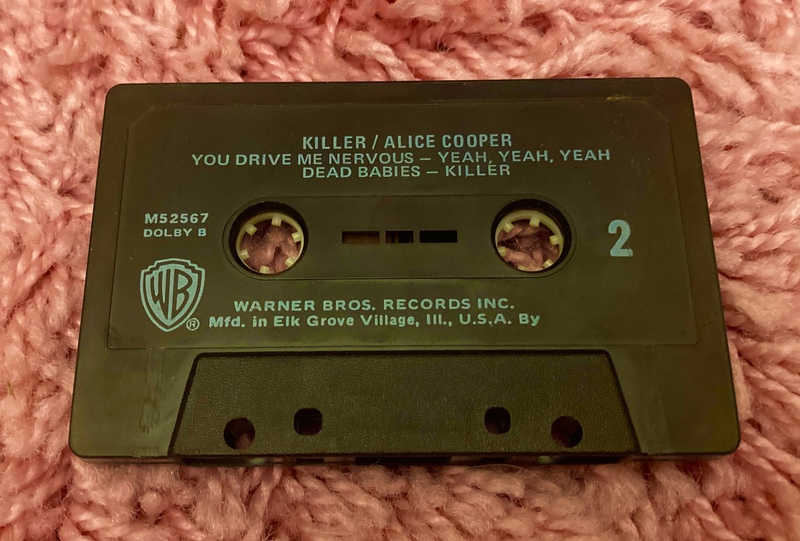 KILLER / ALICE COOPER
YOU DRIVE ME NERVOUS – YEAH, YEAH, YEAH
DEAD BABIES – KILLER
M52567
DOLBY B
2
WB
®
WARNER BROS. RECORDS INC.
Mfd. in Elk Grove Village, Ill., U.S.A. By